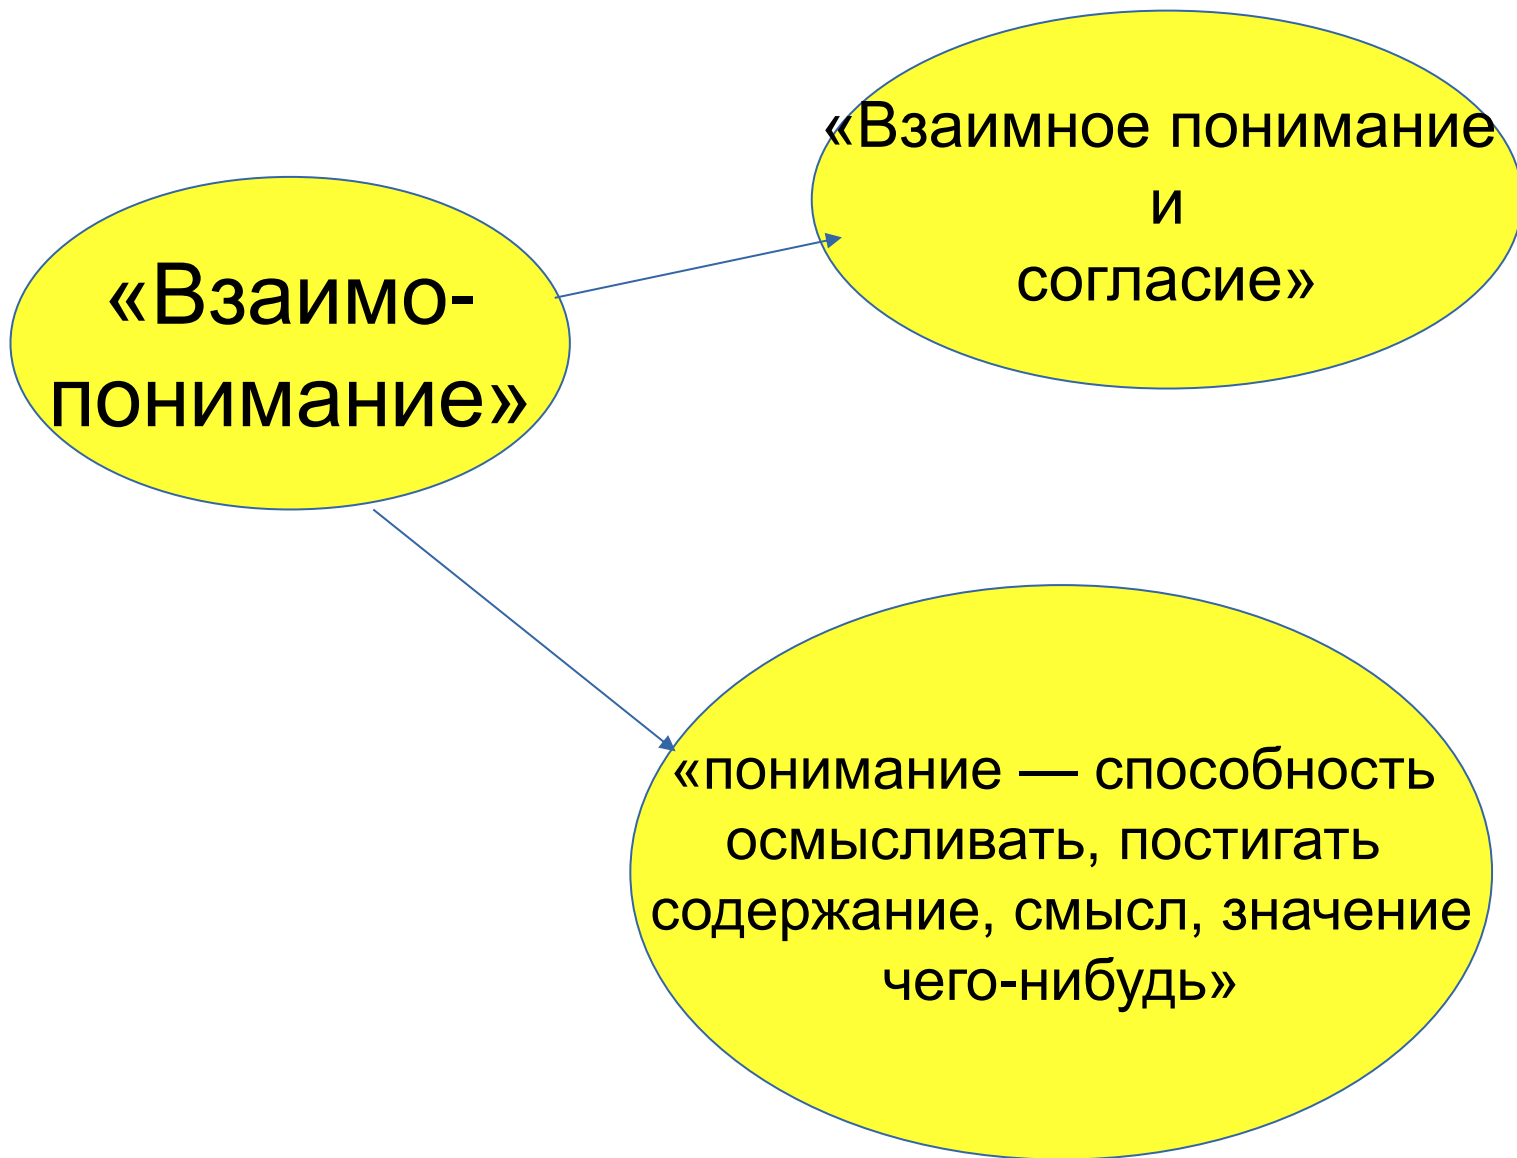 «Взаимное понимание
и
согласие»
«Взаимо-
понимание»
«понимание — способность
осмысливать, постигать
содержание, смысл, значение
чего-нибудь»